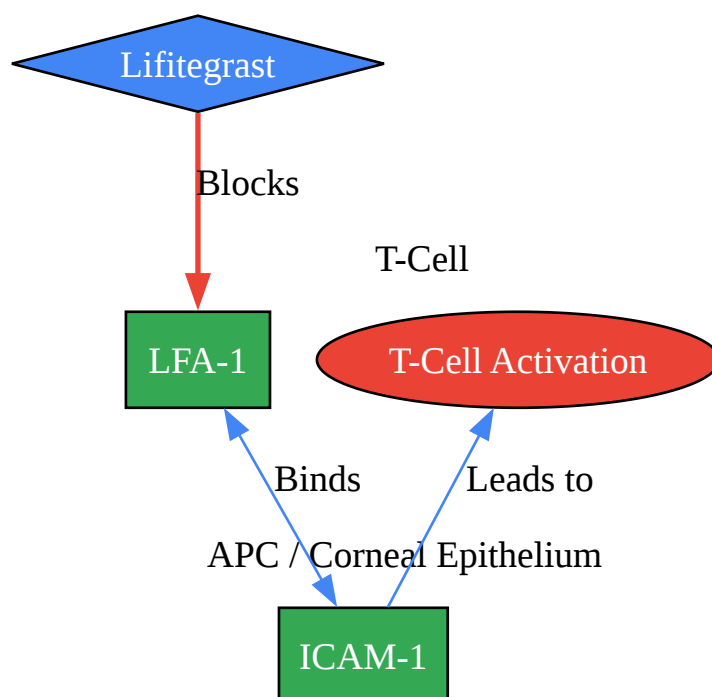 Lifitegrast
Blocks
T-Cell
LFA-1
T-Cell Activation
Binds
Leads to
APC / Corneal Epithelium
ICAM-1